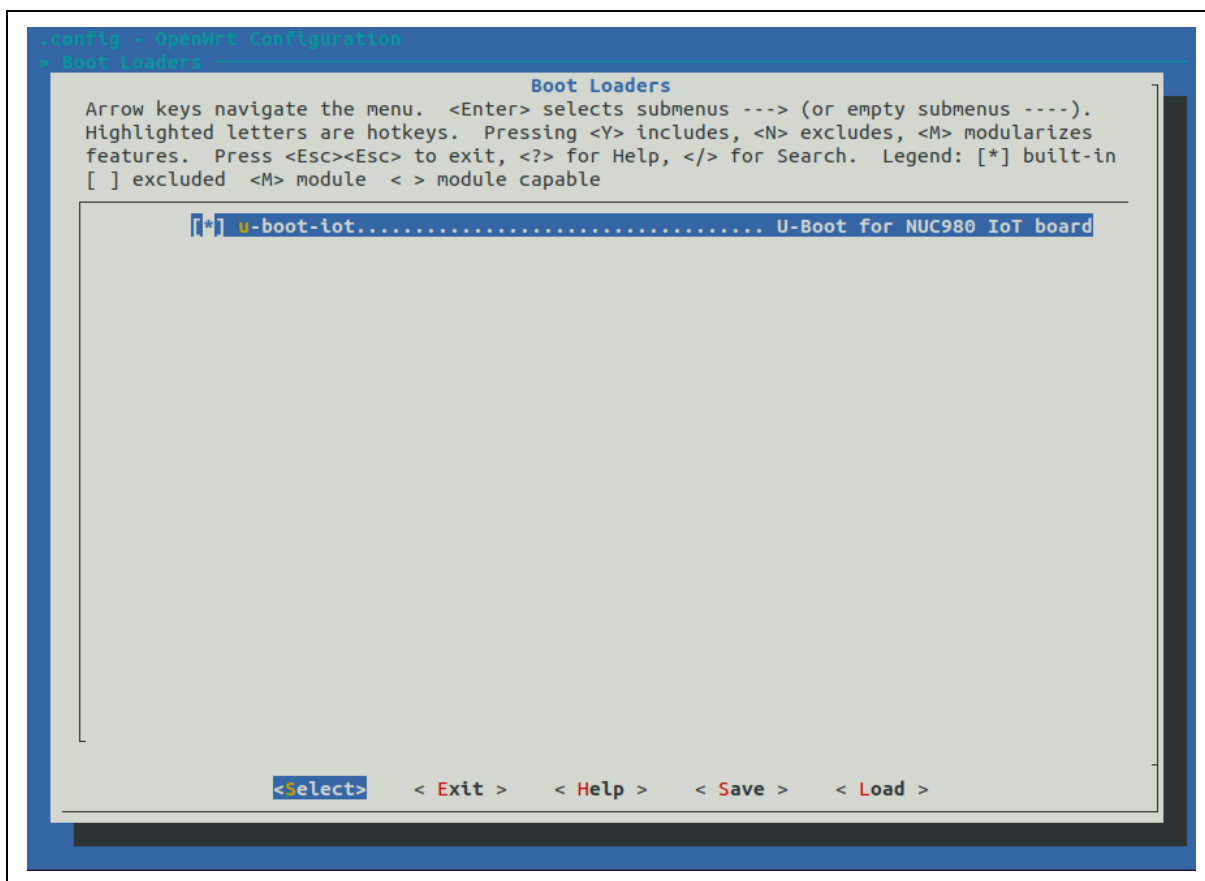 .config - OpenWrt Configuration
> Boot Loaders
Boot Loaders
Arrow keys navigate the menu.  <Enter> selects submenus ---> (or empty submenus ----).
Highlighted letters are hotkeys.  Pressing <Y> includes, <N> excludes, <M> modularizes
features.  Press <Esc><Esc> to exit, <?> for Help, </> for Search.  Legend: [*] built-in
[ ] excluded  <M> module  < > module capable
[*] u-boot-iot................................... U-Boot for NUC980 IoT board
<Select>    < Exit >    < Help >    < Save >    < Load >